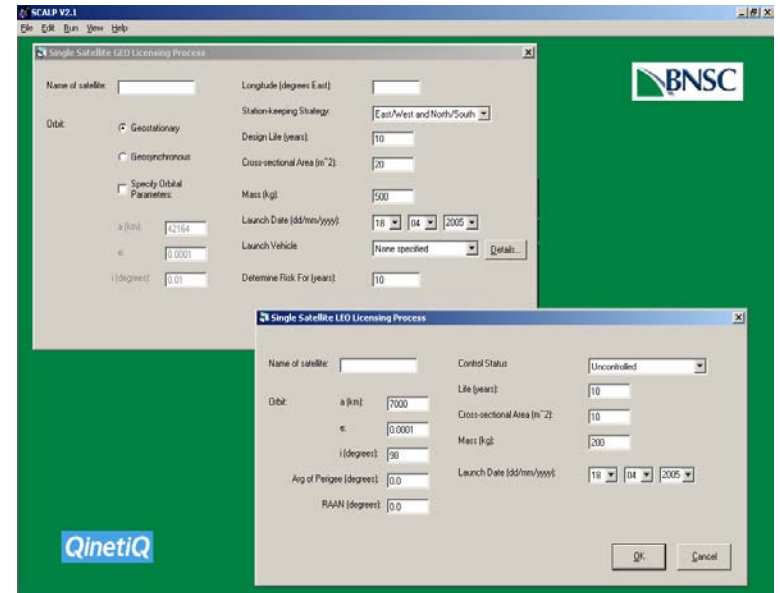 SCALP V2.1
File Edit Run View Help
Single Satellite GEO Licensing Process
Name of satellite:
Orbit:
Geostationary
Geosynchronous
Specify Orbital
Parameters:
a (km): 42164
e: 0.0001
i (degrees): 0.01
Longitude (degrees East):
Station-keeping Strategy: East/West and North/South
Design Life (years): 10
Cross-sectional Area (m^2): 20
Mass (kg): 500
Launch Date (dd/mm/yyyy): 18 04 2005
Launch Vehicle None specified Details...
Determine Risk For (years): 10
BNSC
Single Satellite LEO Licensing Process
Name of satellite:
Orbit: a (km): 7000
e: 0.0001
i (degrees): 98
Arg of Perigee (degrees): 0.0
RAAN (degrees): 0.0
Control Status Uncontrolled
Life (years): 10
Cross-sectional Area (m^2): 10
Mass (kg): 200
Launch Date (dd/mm/yyyy): 18 04 2005
OK Cancel
QinetiQ